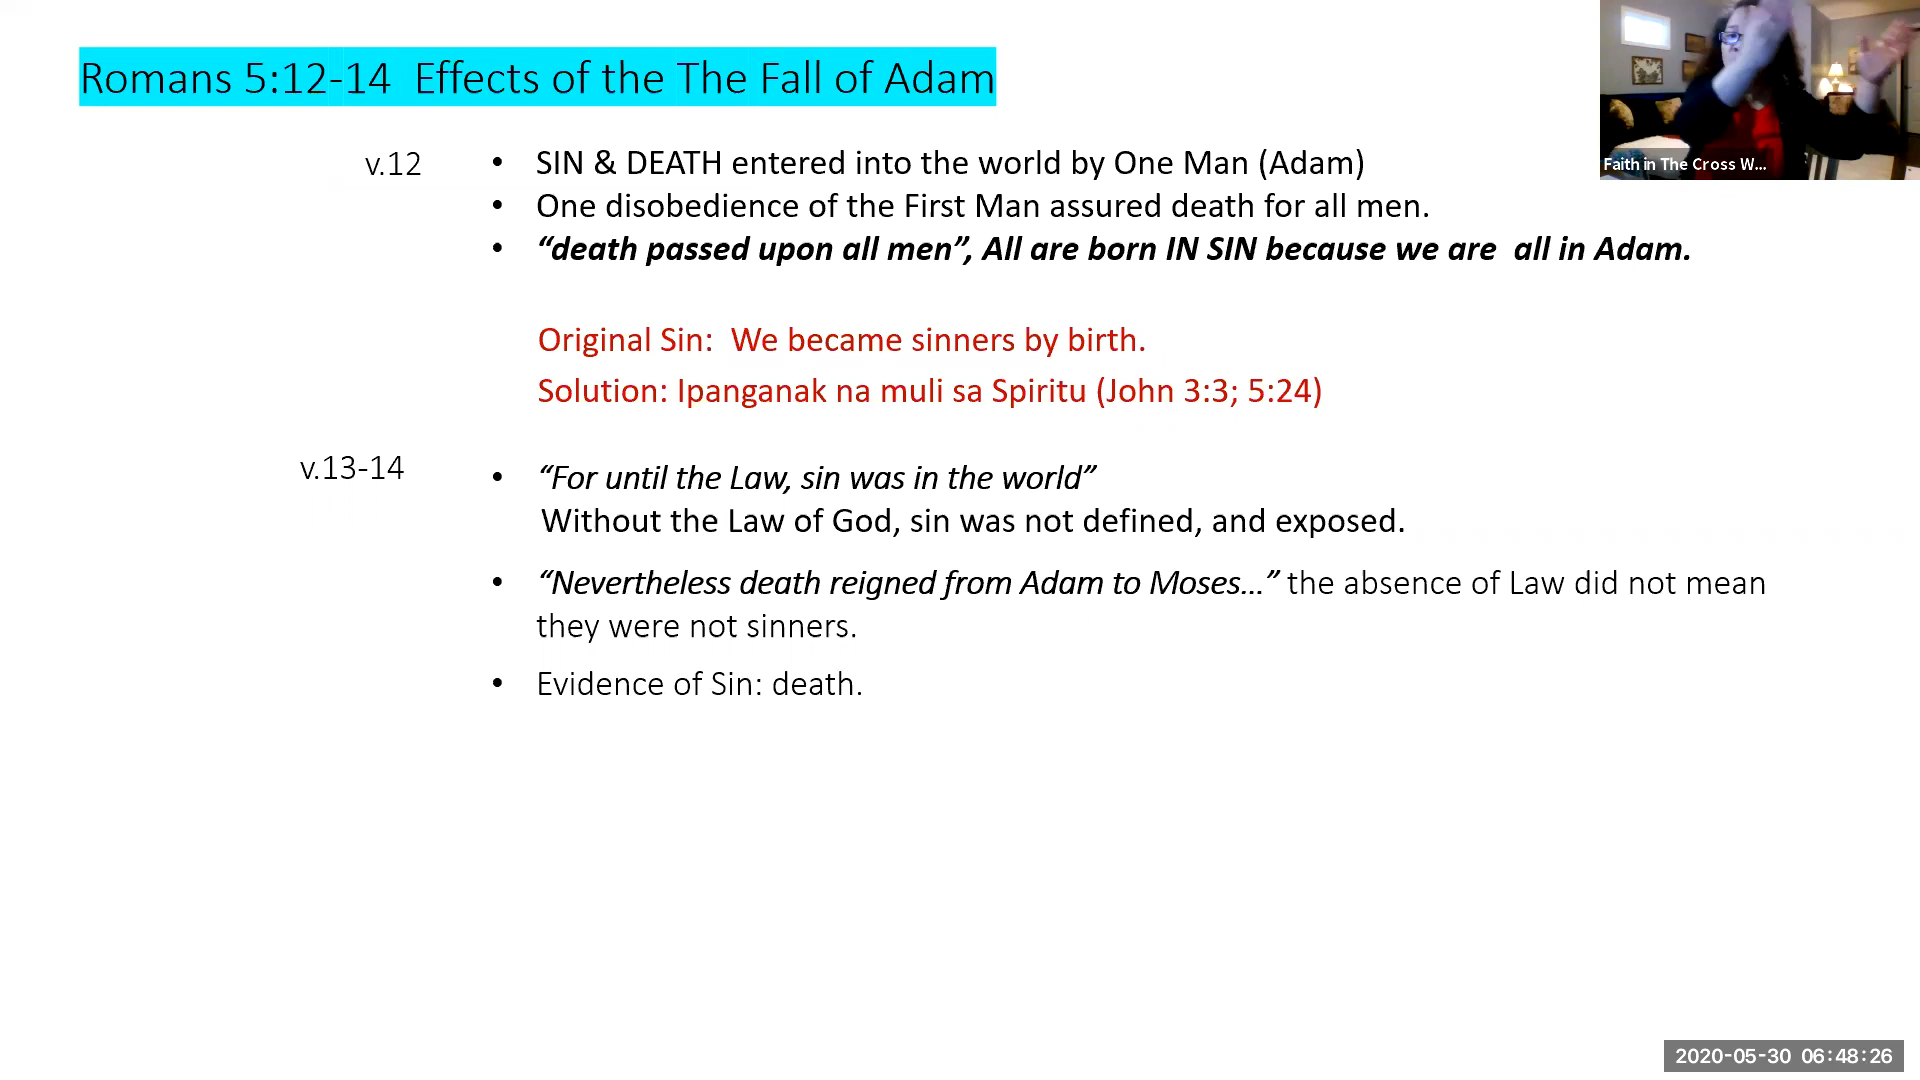 Romans 5:12-14  Effects of the The Fall of Adam
Faith in The Cross W...
v.12
• SIN & DEATH entered into the world by One Man (Adam)
• One disobedience of the First Man assured death for all men.
• “death passed upon all men”, All are born IN SIN because we are  all in Adam.
Original Sin:  We became sinners by birth.
Solution: Ipanganak na muli sa Spiritu (John 3:3; 5:24)
v.13-14
• “For until the Law, sin was in the world”
Without the Law of God, sin was not defined, and exposed.
• “Nevertheless death reigned from Adam to Moses...” the absence of Law did not mean
they were not sinners.
• Evidence of Sin: death.
2020-05-30 06:48:26